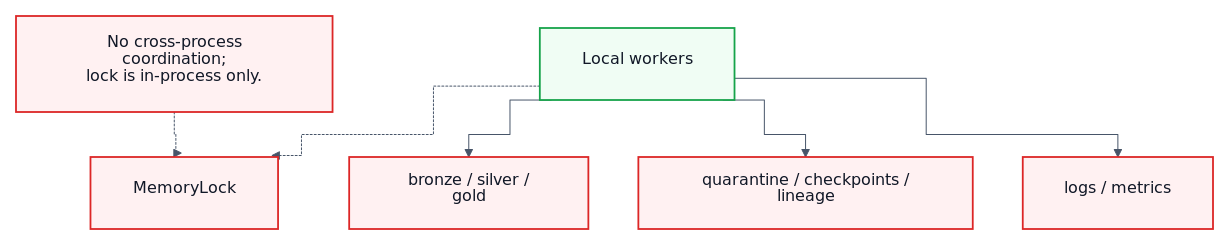 No cross-process
coordination;
lock is in-process only.
Local workers
MemoryLock
bronze / silver /
gold
quarantine / checkpoints /
lineage
logs / metrics